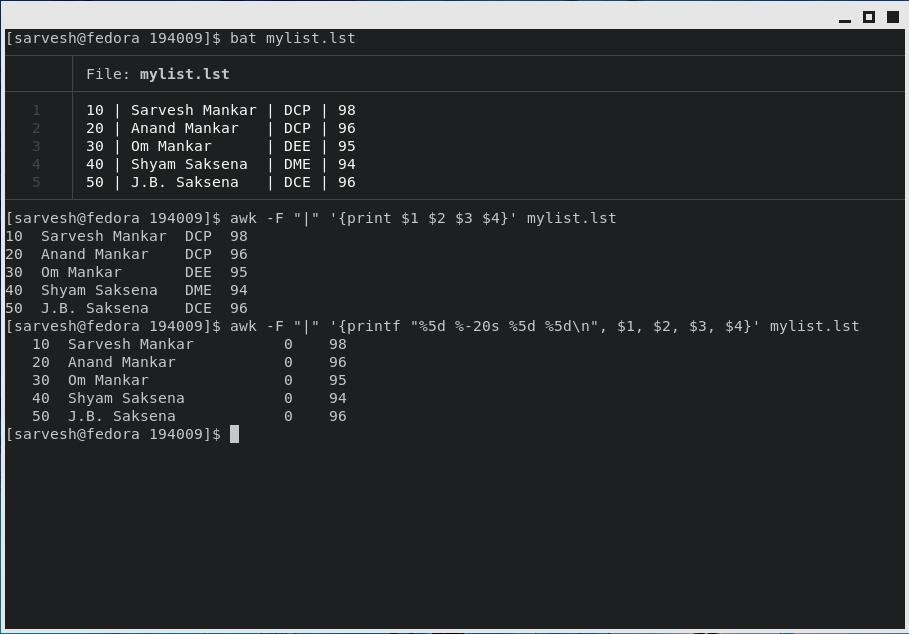 [sarvesh@fedora 194009]$ bat mylist.lst
File: mylist.lst
1 10 | Sarvesh Mankar | DCP | 98
2 20 | Anand Mankar   | DCP | 96
3 30 | Om Mankar      | DEE | 95
4 40 | Shyam Saksena  | DME | 94
5 50 | J.B. Saksena   | DCE | 96
[sarvesh@fedora 194009]$ awk -F "|" '{print $1 $2 $3 $4}' mylist.lst
10  Sarvesh Mankar  DCP  98
20  Anand Mankar    DCP  96
30  Om Mankar       DEE  95
40  Shyam Saksena   DME  94
50  J.B. Saksena    DCE  96
[sarvesh@fedora 194009]$ awk -F "|" '{printf "%5d %-20s %5d %5d\n", $1, $2, $3, $4}' mylist.lst
   10  Sarvesh Mankar          0    98
   20  Anand Mankar            0    96
   30  Om Mankar               0    95
   40  Shyam Saksena           0    94
   50  J.B. Saksena            0    96
[sarvesh@fedora 194009]$